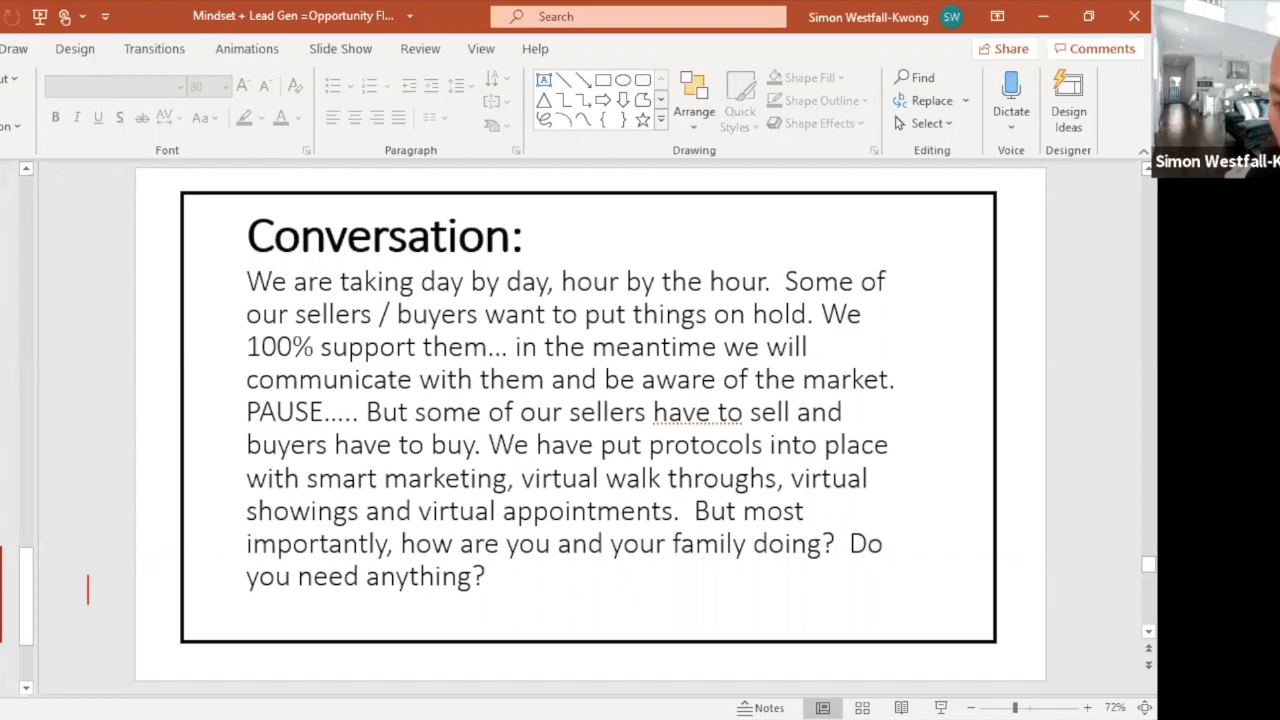 Mindset + Lead Gen =Opportunity Fl...
Search
Simon Westfall-Kwong
SW
Draw
Design
Transitions
Animations
Slide Show
Review
View
Help
Share
Comments
80
Shape Fill
Shape Outline
Shape Effects
Arrange
Quick
Styles
Find
Replace
Select
Dictate
Design
Ideas
Font
Paragraph
Drawing
Editing
Voice
Designer
Simon Westfall-K
Conversation:
We are taking day by day, hour by the hour.  Some of
our sellers / buyers want to put things on hold. We
100% support them... in the meantime we will
communicate with them and be aware of the market.
PAUSE..... But some of our sellers have to sell and
buyers have to buy. We have put protocols into place
with smart marketing, virtual walk throughs, virtual
showings and virtual appointments.  But most
importantly, how are you and your family doing?  Do
you need anything?
Notes
72%